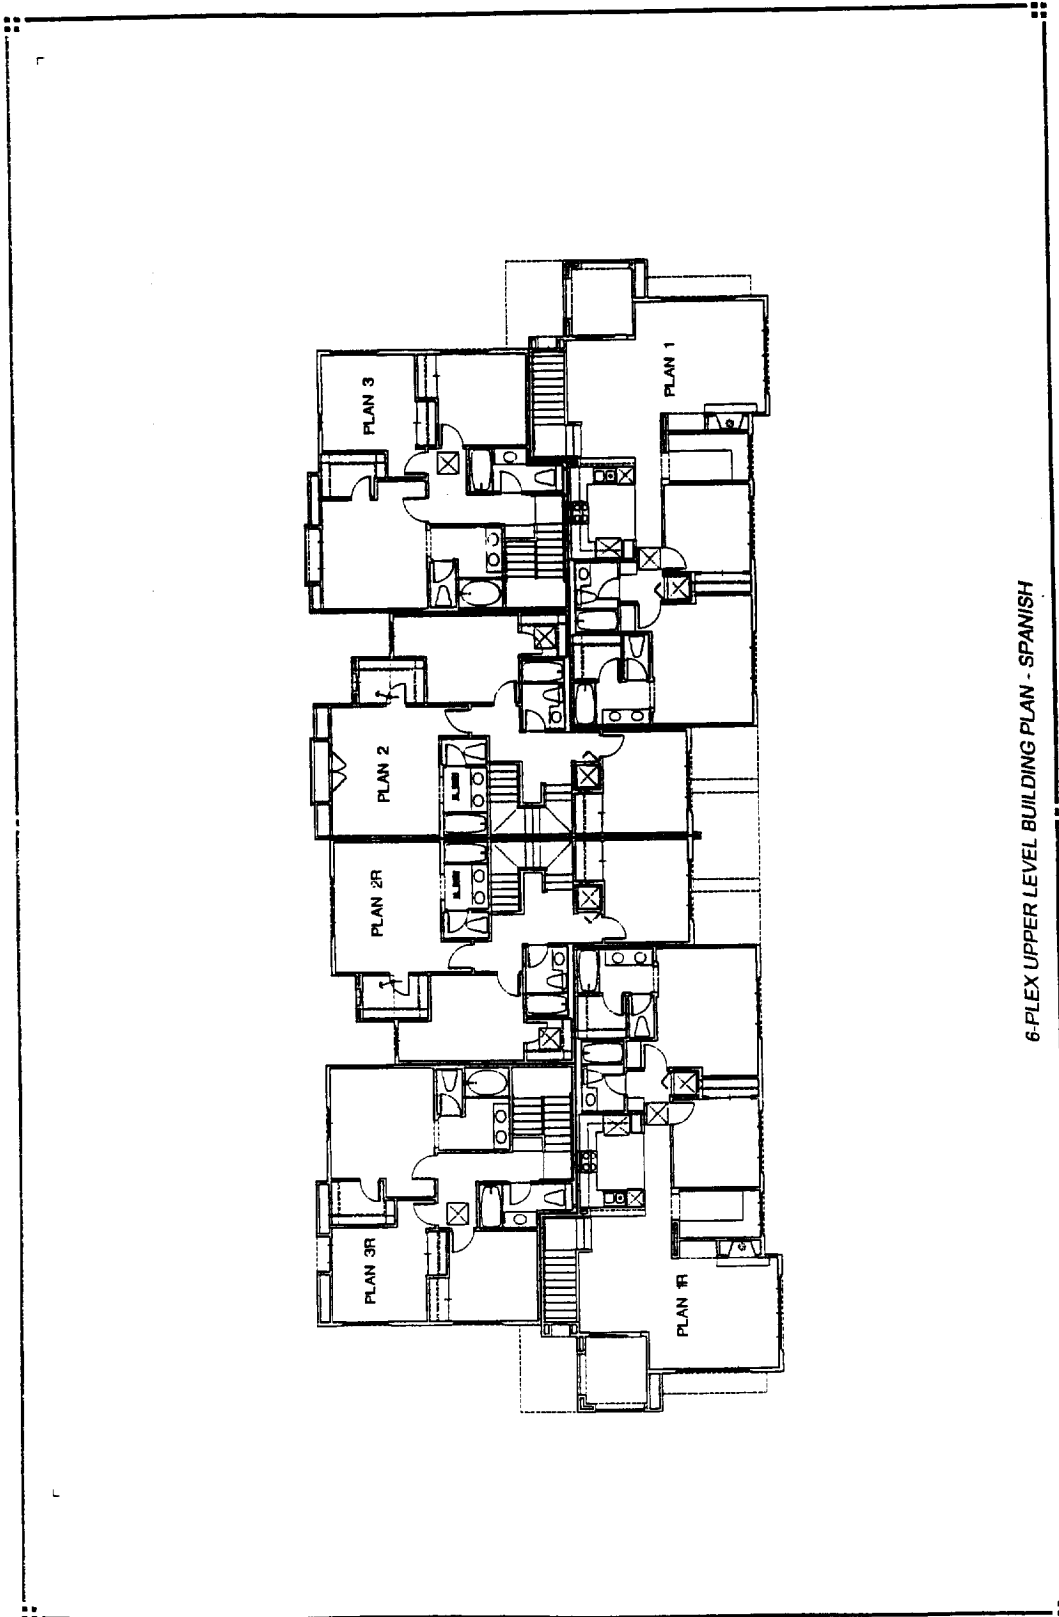 PLAN 3R
PLAN 2R
PLAN 2
PLAN 3
PLAN 1R
PLAN 1
6-PLEX UPPER LEVEL BUILDING PLAN - SPANISH